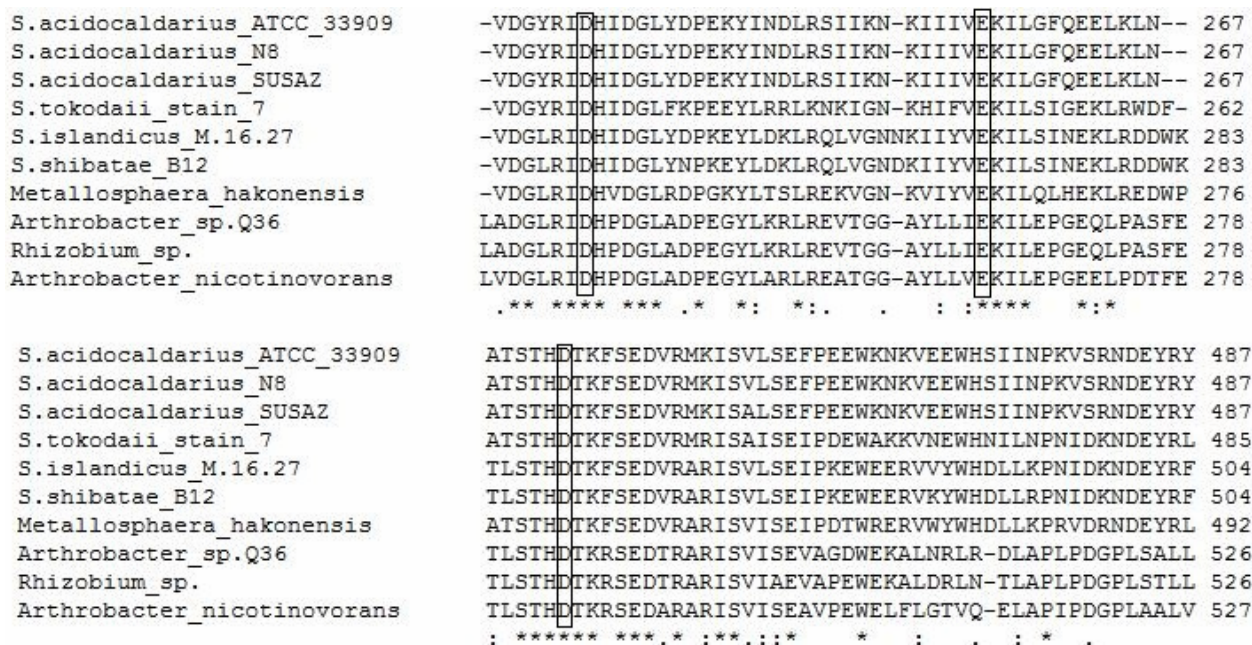 S.acidocaldarius_ATCC_33909 -VDGYRIDHIDGLYDPEKYINDLRSIIKN-KIIIVEKILGFQEELKLN-- 267
S.acidocaldarius_N8 -VDGYRIDHIDGLYDPEKYINDLRSIIKN-KIIIVEKILGFQEELKLN-- 267
S.acidocaldarius_SUSAZ -VDGYRIDHIDGLYDPEKYINDLRSIIKN-KIIIVEKILGFQEELKLN-- 267
S.tokodaii_stain_7 -VDGYRIDHIDGLFKPEEYLRRLKNKIGN-KHIFVEKILSIGEKLRWDF- 262
S.islandicus_M.16.27 -VDGLRIDHIDGLYDPKEYLDKLRQLVGNNKIIYVEKILSINEKLRDDWK 283
S.shibatae_B12 -VDGLRIDHIDGLYNPKEYLDKLRQLVGNDKIIYVEKILSINEKLRDDWK 283
Metallosphaera_hakonensis -VDGLRIDHVDGLRDPGKYLTSLREKVGN-KVIYVEKILQLHEKLREDWP 276
Arthrobacter_sp.Q36 LADGLRIDHPDGLADPEGYLKRLREVTGG-AYLLIEKILEPGEQLPASFE 278
Rhizobium_sp. LADGLRIDHPDGLADPEGYLKRLREVTGG-AYLLIEKILEPGEQLPASFE 278
Arthrobacter_nicotinovorans LVDGLRIDHPDGLADPEGYLARLREATGG-AYLLVEKILEPGEELPDTFE 278
.** **** *** .* *: *:. . : :**** *:*
S.acidocaldarius_ATCC_33909 ATSTHDTKFSEDVRMKISVLSEFPEEWKNKVEEWHSIINPKVSRNDEYRY 487
S.acidocaldarius_N8 ATSTHDTKFSEDVRMKISVLSEFPEEWKNKVEEWHSIINPKVSRNDEYRY 487
S.acidocaldarius_SUSAZ ATSTHDTKFSEDVRMKISALSEFPEEWKNKVEEWHSIINPKVSRNDEYRY 487
S.tokodaii_stain_7 ATSTHDTKFSEDVRMRISAISEIPDEWAKKVNEWHNILNPNIDKNDEYRL 485
S.islandicus_M.16.27 TLSTHDTKFSEDVRARISVLSEIPKEWEERVVYWHDLLKPNIDKNDEYRF 504
S.shibatae_B12 TLSTHDTKFSEDVRARISVLSEIPKEWEERVKYWHDLLRPNIDKNDEYRF 504
Metallosphaera_hakonensis ATSTHDTKFSEDVRARISVISEIPDTWRERVWYWHDLLKPRVDRNDEYRL 492
Arthrobacter_sp.Q36 TLSTHDTKRSEDTRARISVISEVAGDWEKALNRLR-DLAPLPDGPLSALL 526
Rhizobium_sp. TLSTHDTKRSEDTRARISVIAEVAPEWEKALDRLN-TLAPLPDGPLSTLL 526
Arthrobacter_nicotinovorans TLSTHDTKRSEDARARISVISEAVPEWELFLGTVQ-ELAPIPDGPLAALV 527
: ****** ***.* :**.::* * : . : * .